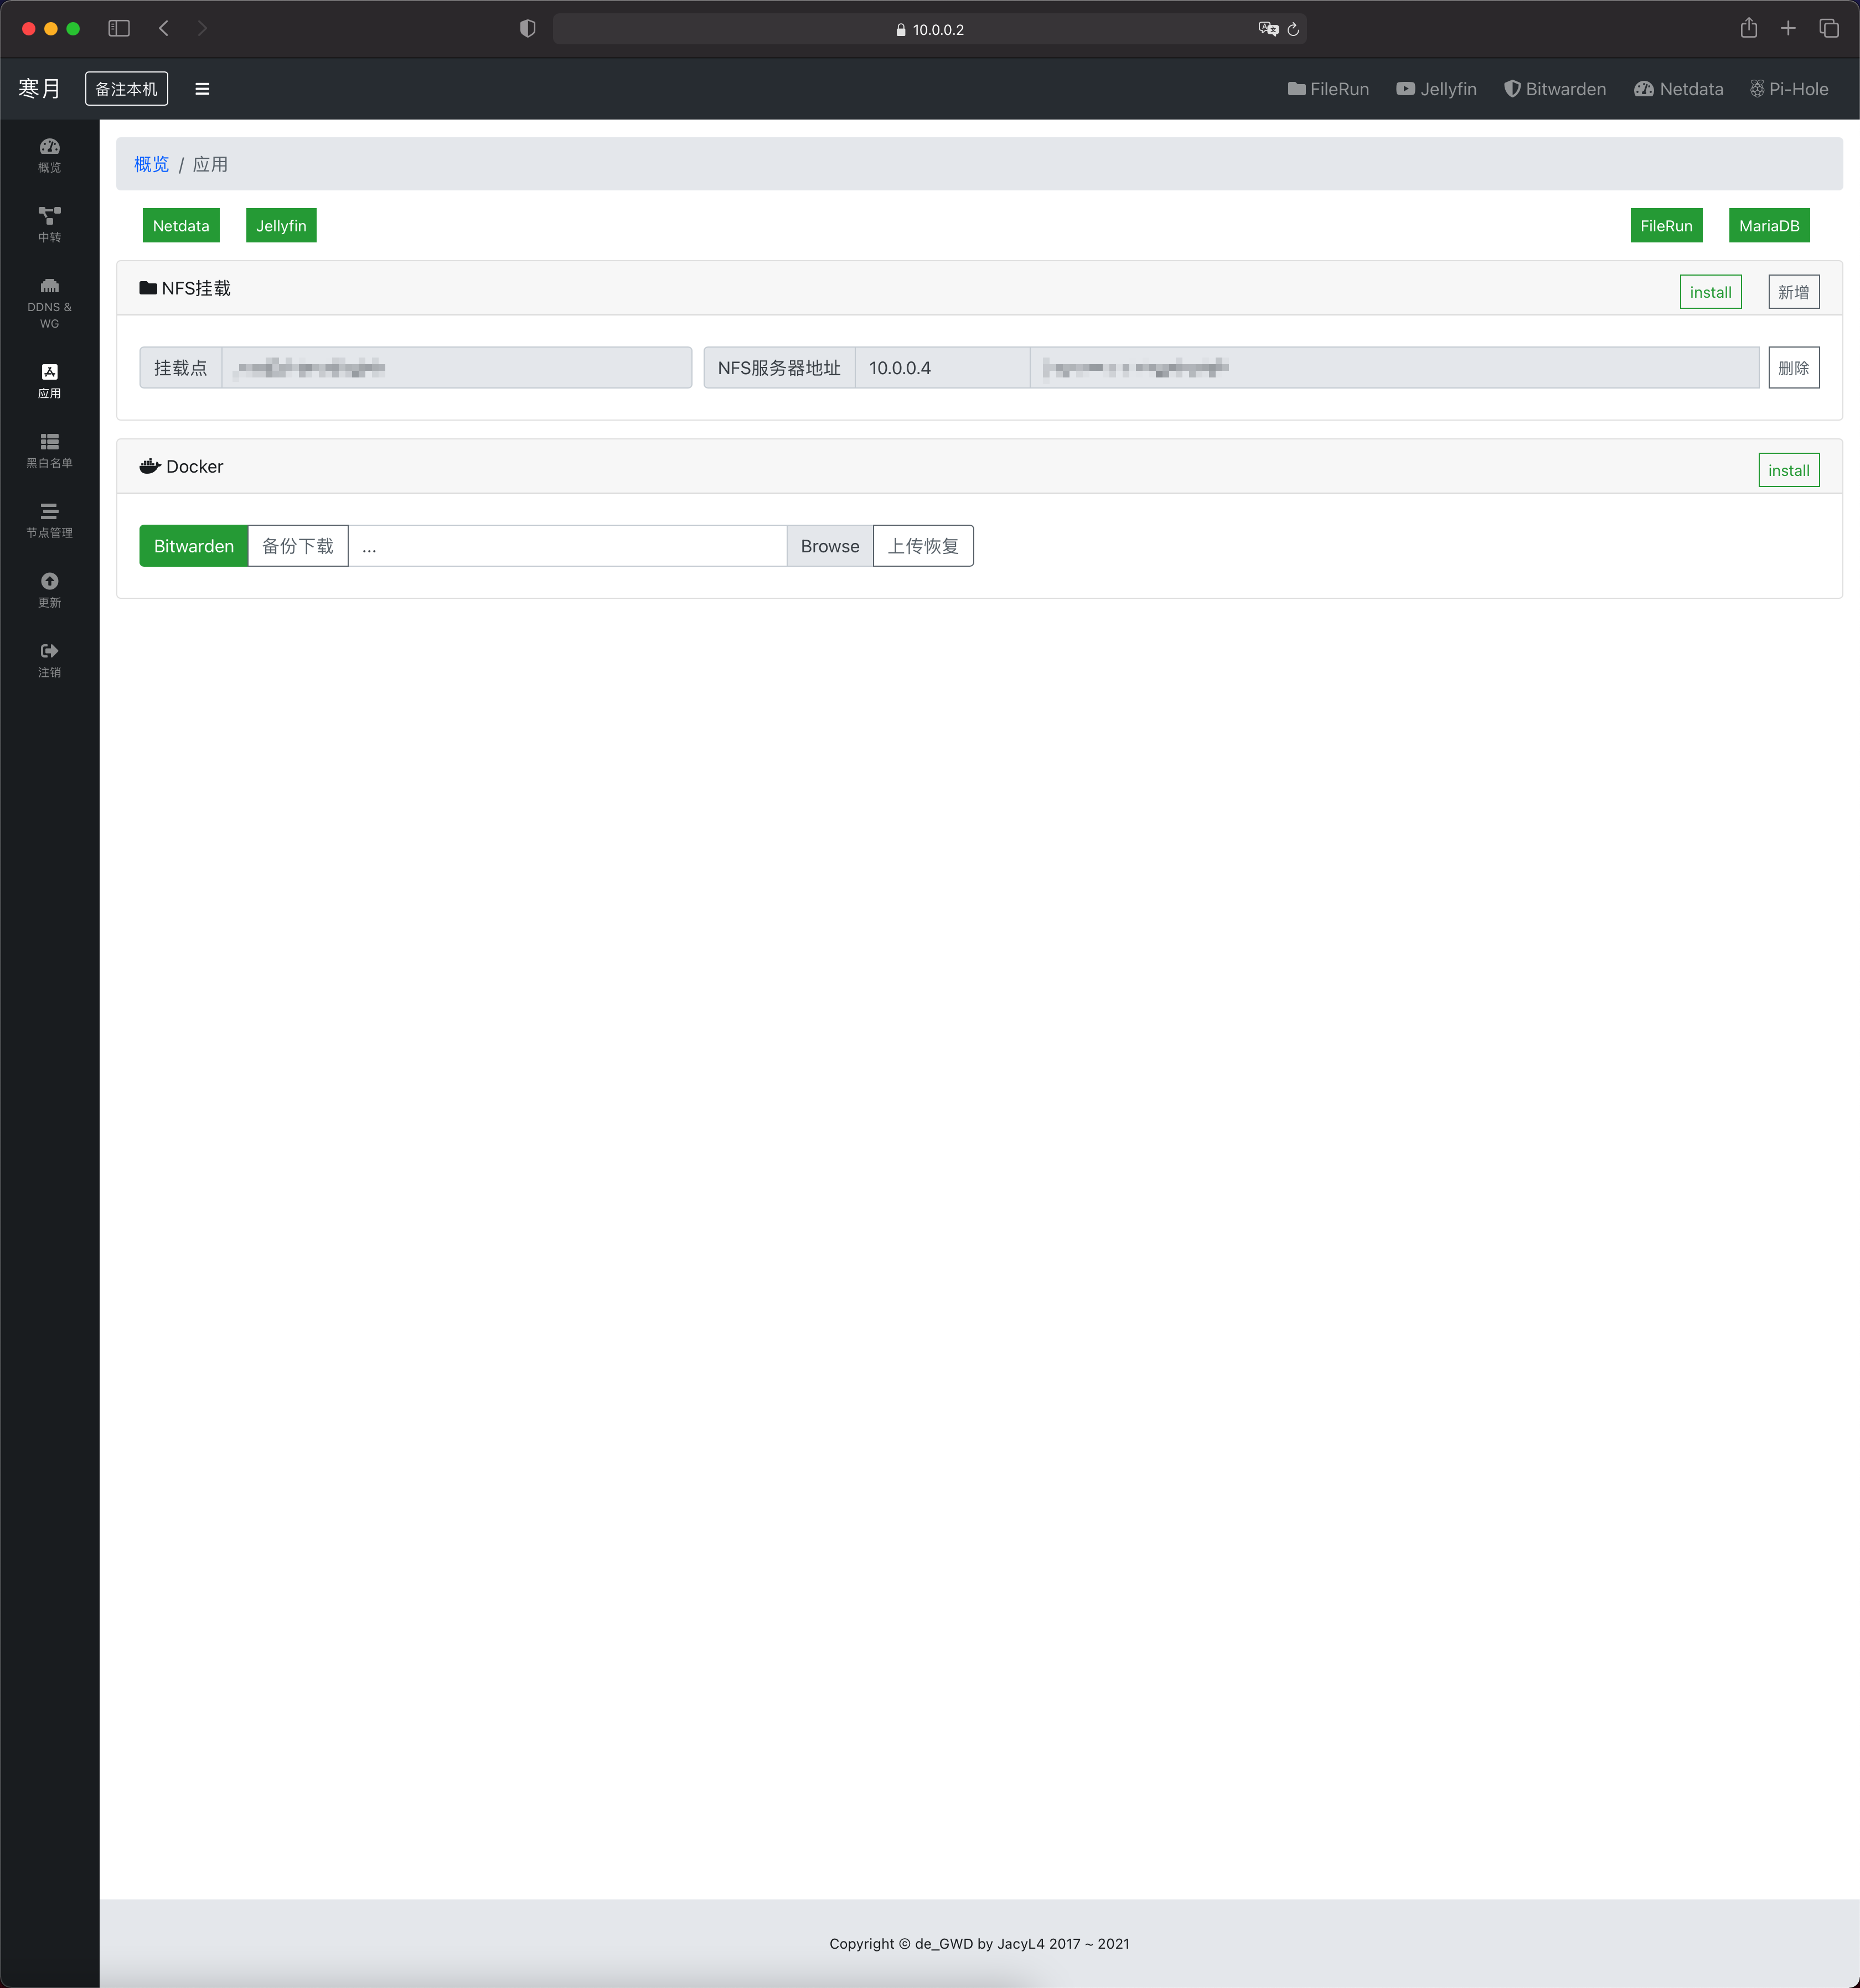 10.0.0.2
寒月 备注本机 FileRun Jellyfin Bitwarden Netdata Pi-Hole
概览
中转
DDNS &
WG
应用
黑白名单
节点管理
更新
注销
概览 / 应用
Netdata Jellyfin FileRun MariaDB
NFS挂载 install 新增
挂载点 NFS服务器地址 10.0.0.4 删除
Docker install
Bitwarden 备份下载 ... Browse 上传恢复
Copyright © de_GWD by JacyL4 2017 ~ 2021